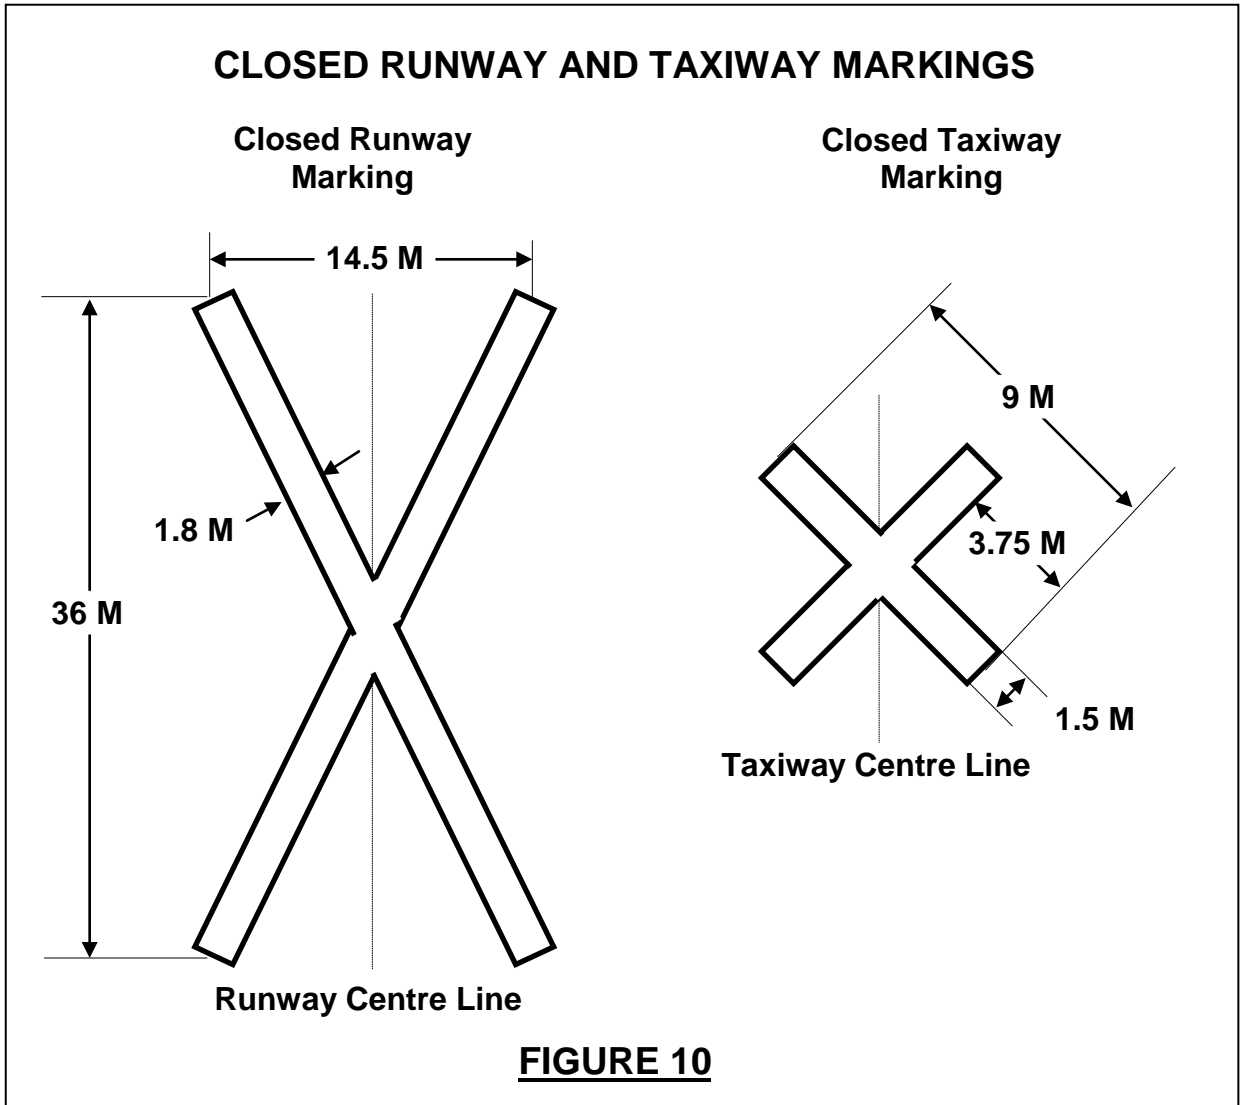 CLOSED RUNWAY AND TAXIWAY MARKINGS
Closed Runway
Marking
Closed Taxiway
Marking
14.5 M
9 M
1.8 M
3.75 M
36 M
1.5 M
Taxiway Centre Line
Runway Centre Line
FIGURE 10